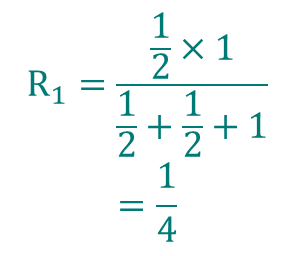 R₁ = (1/2 × 1)/(1/2 + 1/2 + 1)
= 1/4